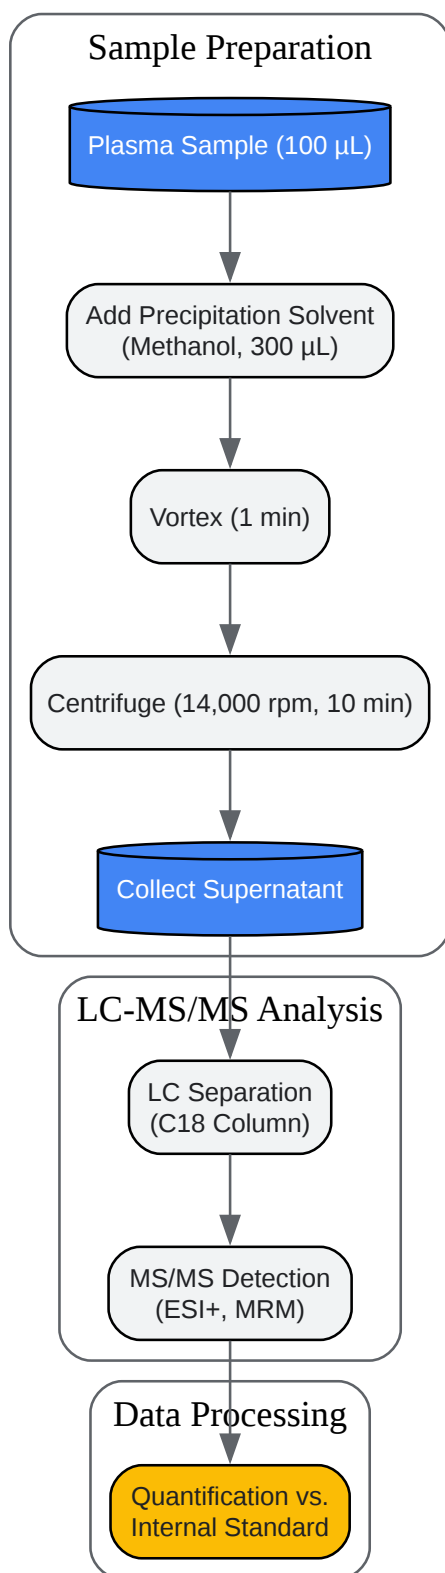 Sample Preparation
Plasma Sample (100 µL)
Add Precipitation Solvent
(Methanol, 300 µL)
Vortex (1 min)
Centrifuge (14,000 rpm, 10 min)
Collect Supernatant
LC-MS/MS Analysis
LC Separation
(C18 Column)
MS/MS Detection
(ESI+, MRM)
Data Processing
Quantification vs.
Internal Standard